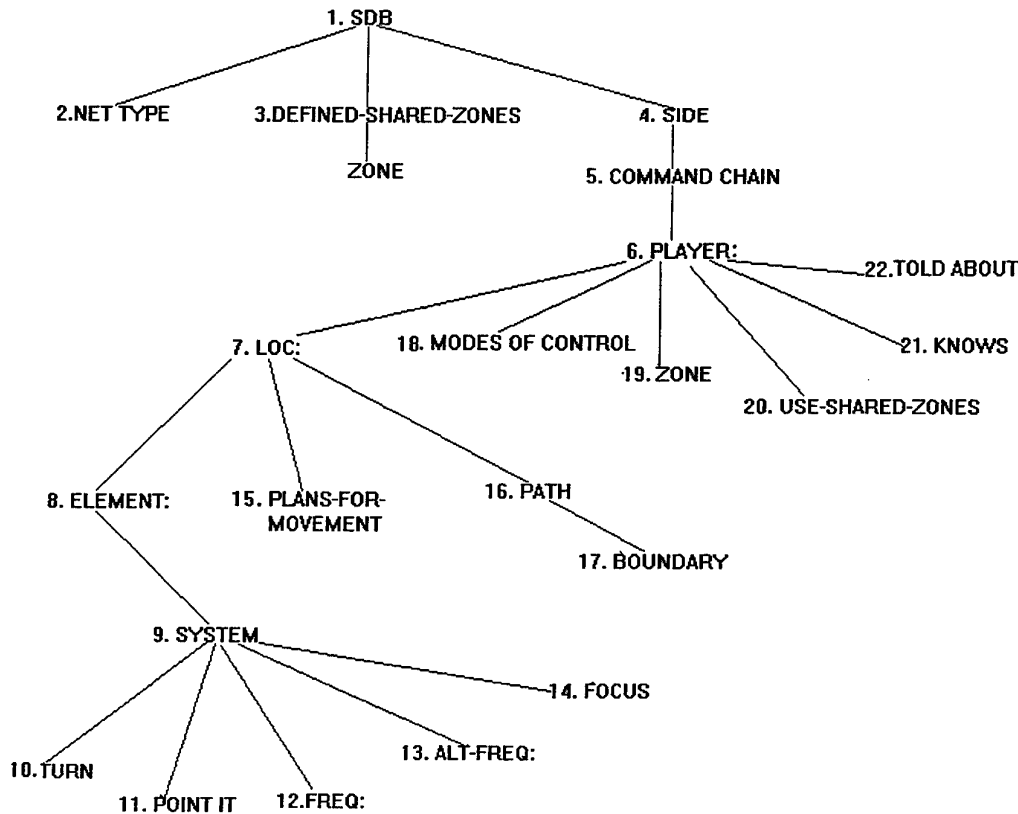 1. SDB
2.NET TYPE
3.DEFINED-SHARED-ZONES
4. SIDE
ZONE
5. COMMAND CHAIN
6. PLAYER:
22.TOLD ABOUT
18. MODES OF CONTROL
21. KNOWS
7. LOC:
19. ZONE
20. USE-SHARED-ZONES
8. ELEMENT:
15. PLANS-FOR-
MOVEMENT
16. PATH
17. BOUNDARY
9. SYSTEM
14. FOCUS
13. ALT-FREQ:
10.TURN
11. POINT IT
12.FREQ: